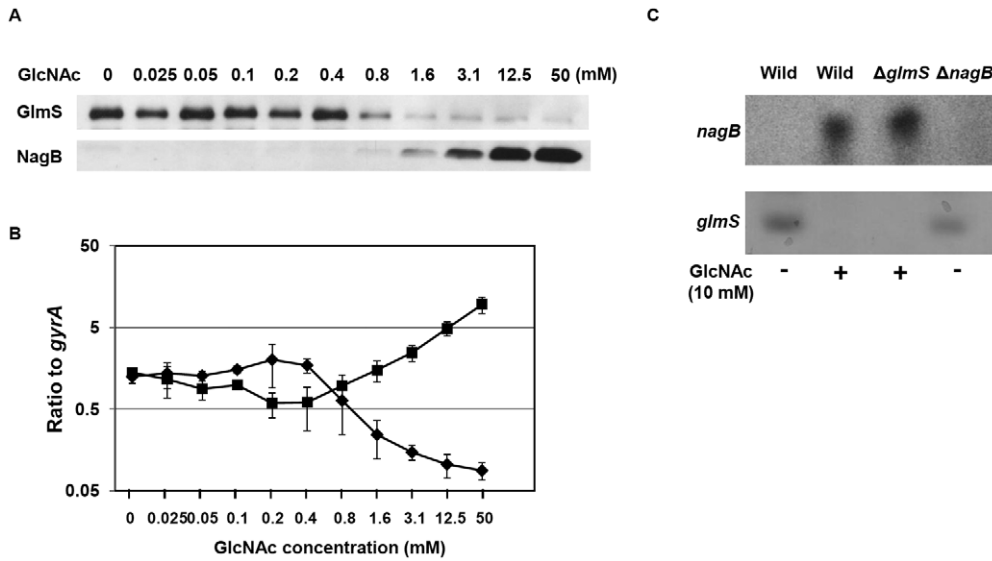 A
GlcNAc 0 0.025 0.05 0.1 0.2 0.4 0.8 1.6 3.1 12.5 50 (mM)
GlmS
NagB
B
50
5
0.5
0.05
Ratio to gyrA
0 0.025 0.05 0.1 0.2 0.4 0.8 1.6 3.1 12.5 50
GlcNAc concentration (mM)
C
Wild Wild ΔglmS ΔnagB
nagB
glmS
GlcNAc - + + -
(10 mM)